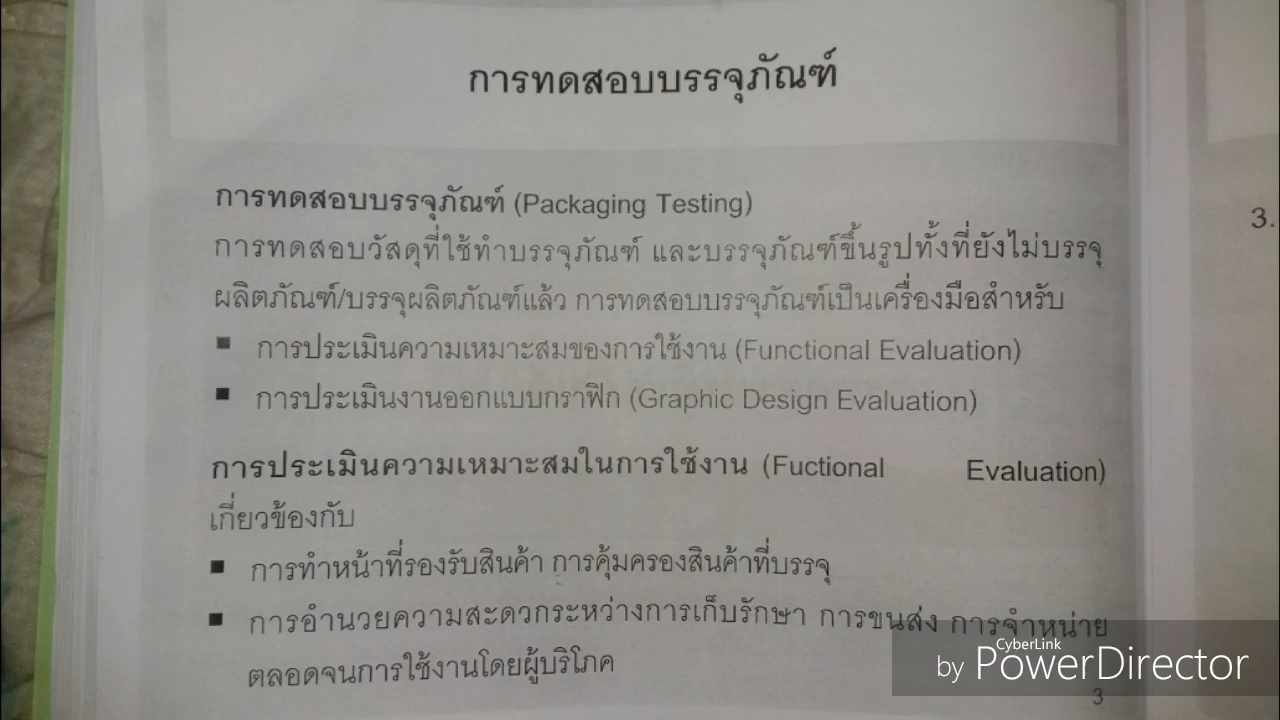 การทดสอบบรรจุภัณฑ์
การทดสอบบรรจุภัณฑ์ (Packaging Testing)
การทดสอบวัสดุที่ใช้ทำบรรจุภัณฑ์ และบรรจุภัณฑ์ขึ้นรูปทั้งที่ยังไม่บรรจุ
ผลิตภัณฑ์/บรรจุผลิตภัณฑ์แล้ว การทดสอบบรรจุภัณฑ์เป็นเครื่องมือสำหรับ
▪ การประเมินความเหมาะสมของการใช้งาน (Functional Evaluation)
▪ การประเมินงานออกแบบกราฟิก (Graphic Design Evaluation)
การประเมินความเหมาะสมในการใช้งาน (Fuctional Evaluation)
เกี่ยวข้องกับ
▪ การทำหน้าที่รองรับสินค้า การคุ้มครองสินค้าที่บรรจุ
▪ การอำนวยความสะดวกระหว่างการเก็บรักษา การขนส่ง การจำหน่าย
ตลอดจนการใช้งานโดยผู้บริโภค
3
3.
CyberLink
by PowerDirector